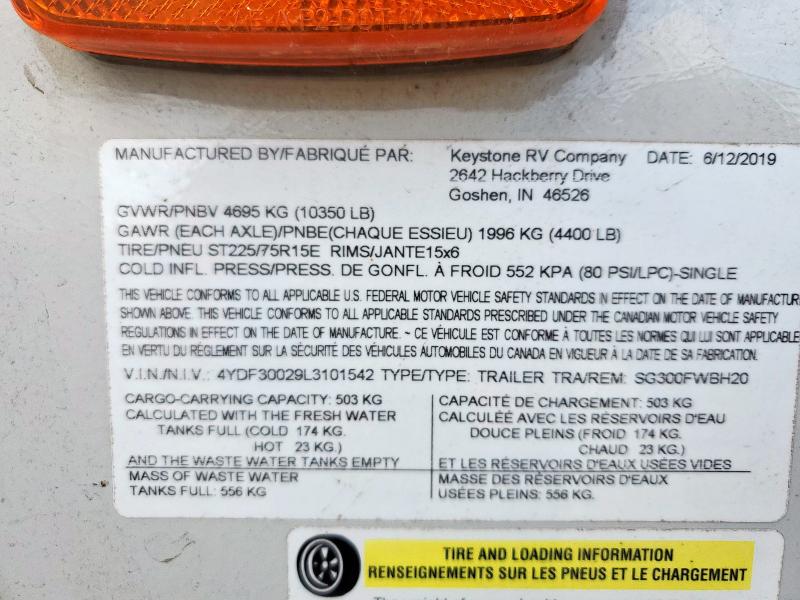 P2 DOT
MANUFACTURED BY/FABRIQUÉ PAR: Keystone RV Company DATE: 6/12/2019
2642 Hackberry Drive
Goshen, IN 46526
GVWR/PNBV 4695 KG (10350 LB)
GAWR (EACH AXLE)/PNBE(CHAQUE ESSIEU) 1996 KG (4400 LB)
TIRE/PNEU ST225/75R15E RIMS/JANTE15x6
COLD INFL. PRESS/PRESS. DE GONFL. À FROID 552 KPA (80 PSI/LPC)-SINGLE
THIS VEHICLE CONFORMS TO ALL APPLICABLE U.S. FEDERAL MOTOR VEHICLE SAFETY STANDARDS IN EFFECT ON THE DATE OF MANUFACTUR
SHOWN ABOVE. THIS VEHICLE CONFORMS TO ALL APPLICABLE STANDARDS PRESCRIBED UNDER THE CANADIAN MOTOR VEHICLE SAFETY
REGULATIONS IN EFFECT ON THE DATE OF MANUFACTURE. ~ CE VÉHICULE EST CONFORME À TOUTES LES NORMES QUI LUI SONT APPLICABLE
EN VERTU DU RÉGLEMENT SUR LA SÉCURITÉ DES VÉHICULES AUTOMOBILES DU CANADA EN VIGUEUR À LA DATE DE SA FABRICATION.
V.I.N./N.I.V.: 4YDF30029L3101542 TYPE/TYPE: TRAILER TRA/REM: SG300FWBH20
CARGO-CARRYING CAPACITY: 503 KG
CALCULATED WITH THE FRESH WATER
TANKS FULL (COLD 174 KG.
HOT 23 KG.)
AND THE WASTE WATER TANKS EMPTY
MASS OF WASTE WATER
TANKS FULL: 556 KG
CAPACITÉ DE CHARGEMENT: 503 KG
CALCULÉE AVEC LES RÉSERVOIRS D'EAU
DOUCE PLEINS (FROID 174 KG.
CHAUD 23 KG.)
ET LES RÉSERVOIRS D'EAUX USÉES VIDES
MASSE DES RÉSERVOIRS D'EAUX
USÉES PLEINS: 556 KG.
TIRE AND LOADING INFORMATION
RENSEIGNEMENTS SUR LES PNEUS ET LE CHARGEMENT